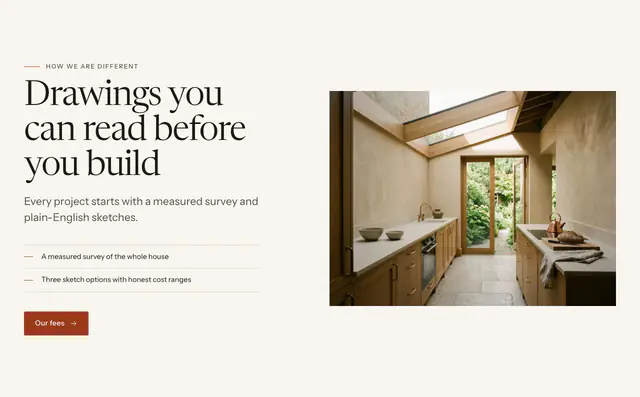 HOW WE ARE DIFFERENT
Drawings you
can read before
you build
Every project starts with a measured survey and
plain-English sketches.
A measured survey of the whole house
Three sketch options with honest cost ranges
Our fees →